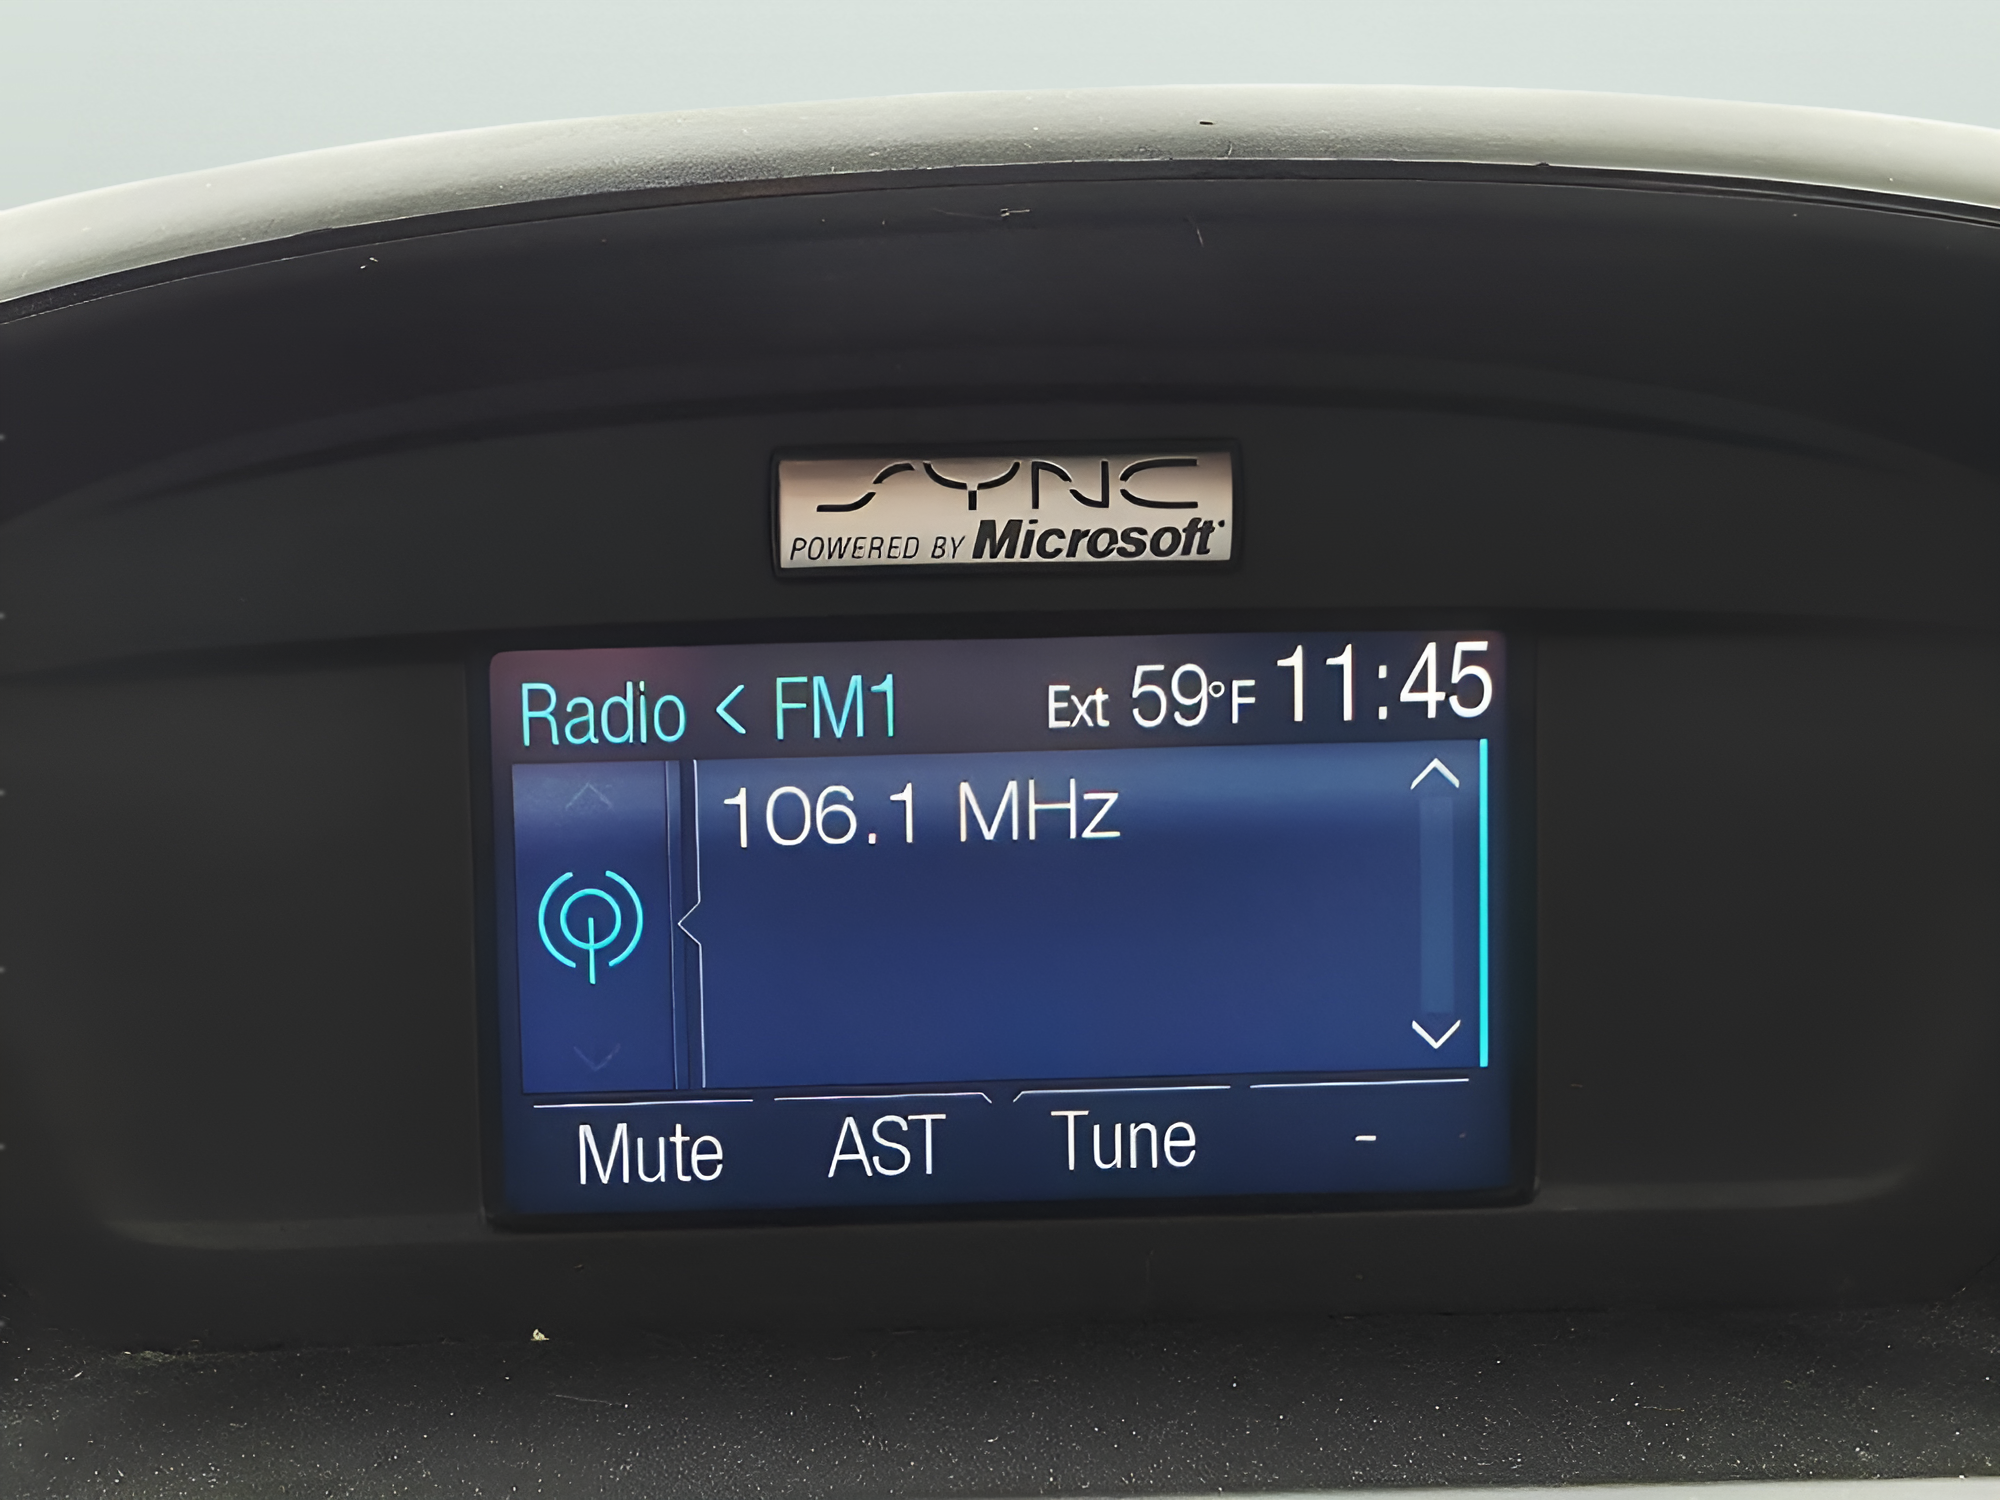 SYNC
POWERED BY Microsoft
Radio < FM1 Ext 59°F 11:45
106.1 MHz
Mute AST Tune -